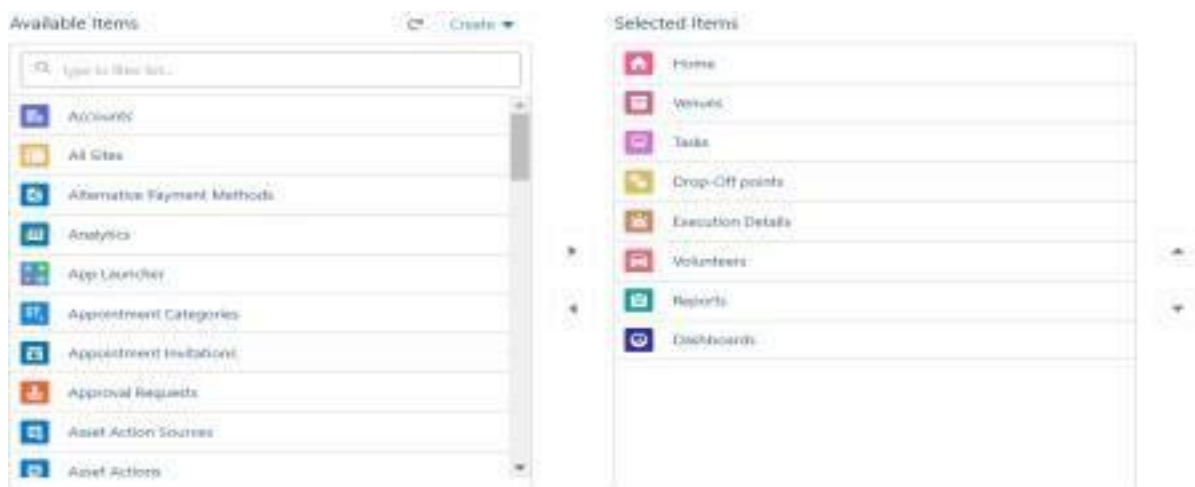 Available Items
Create
Type to filter list...
Accounts
All Sites
Alternative Payment Methods
Analytics
App Launcher
Appointment Categories
Appointment Invitations
Approval Requests
Asset Action Sources
Asset Actions
Selected Items
Home
Venues
Tasks
Drop-Off points
Execution Details
Volunteers
Reports
Dashboards